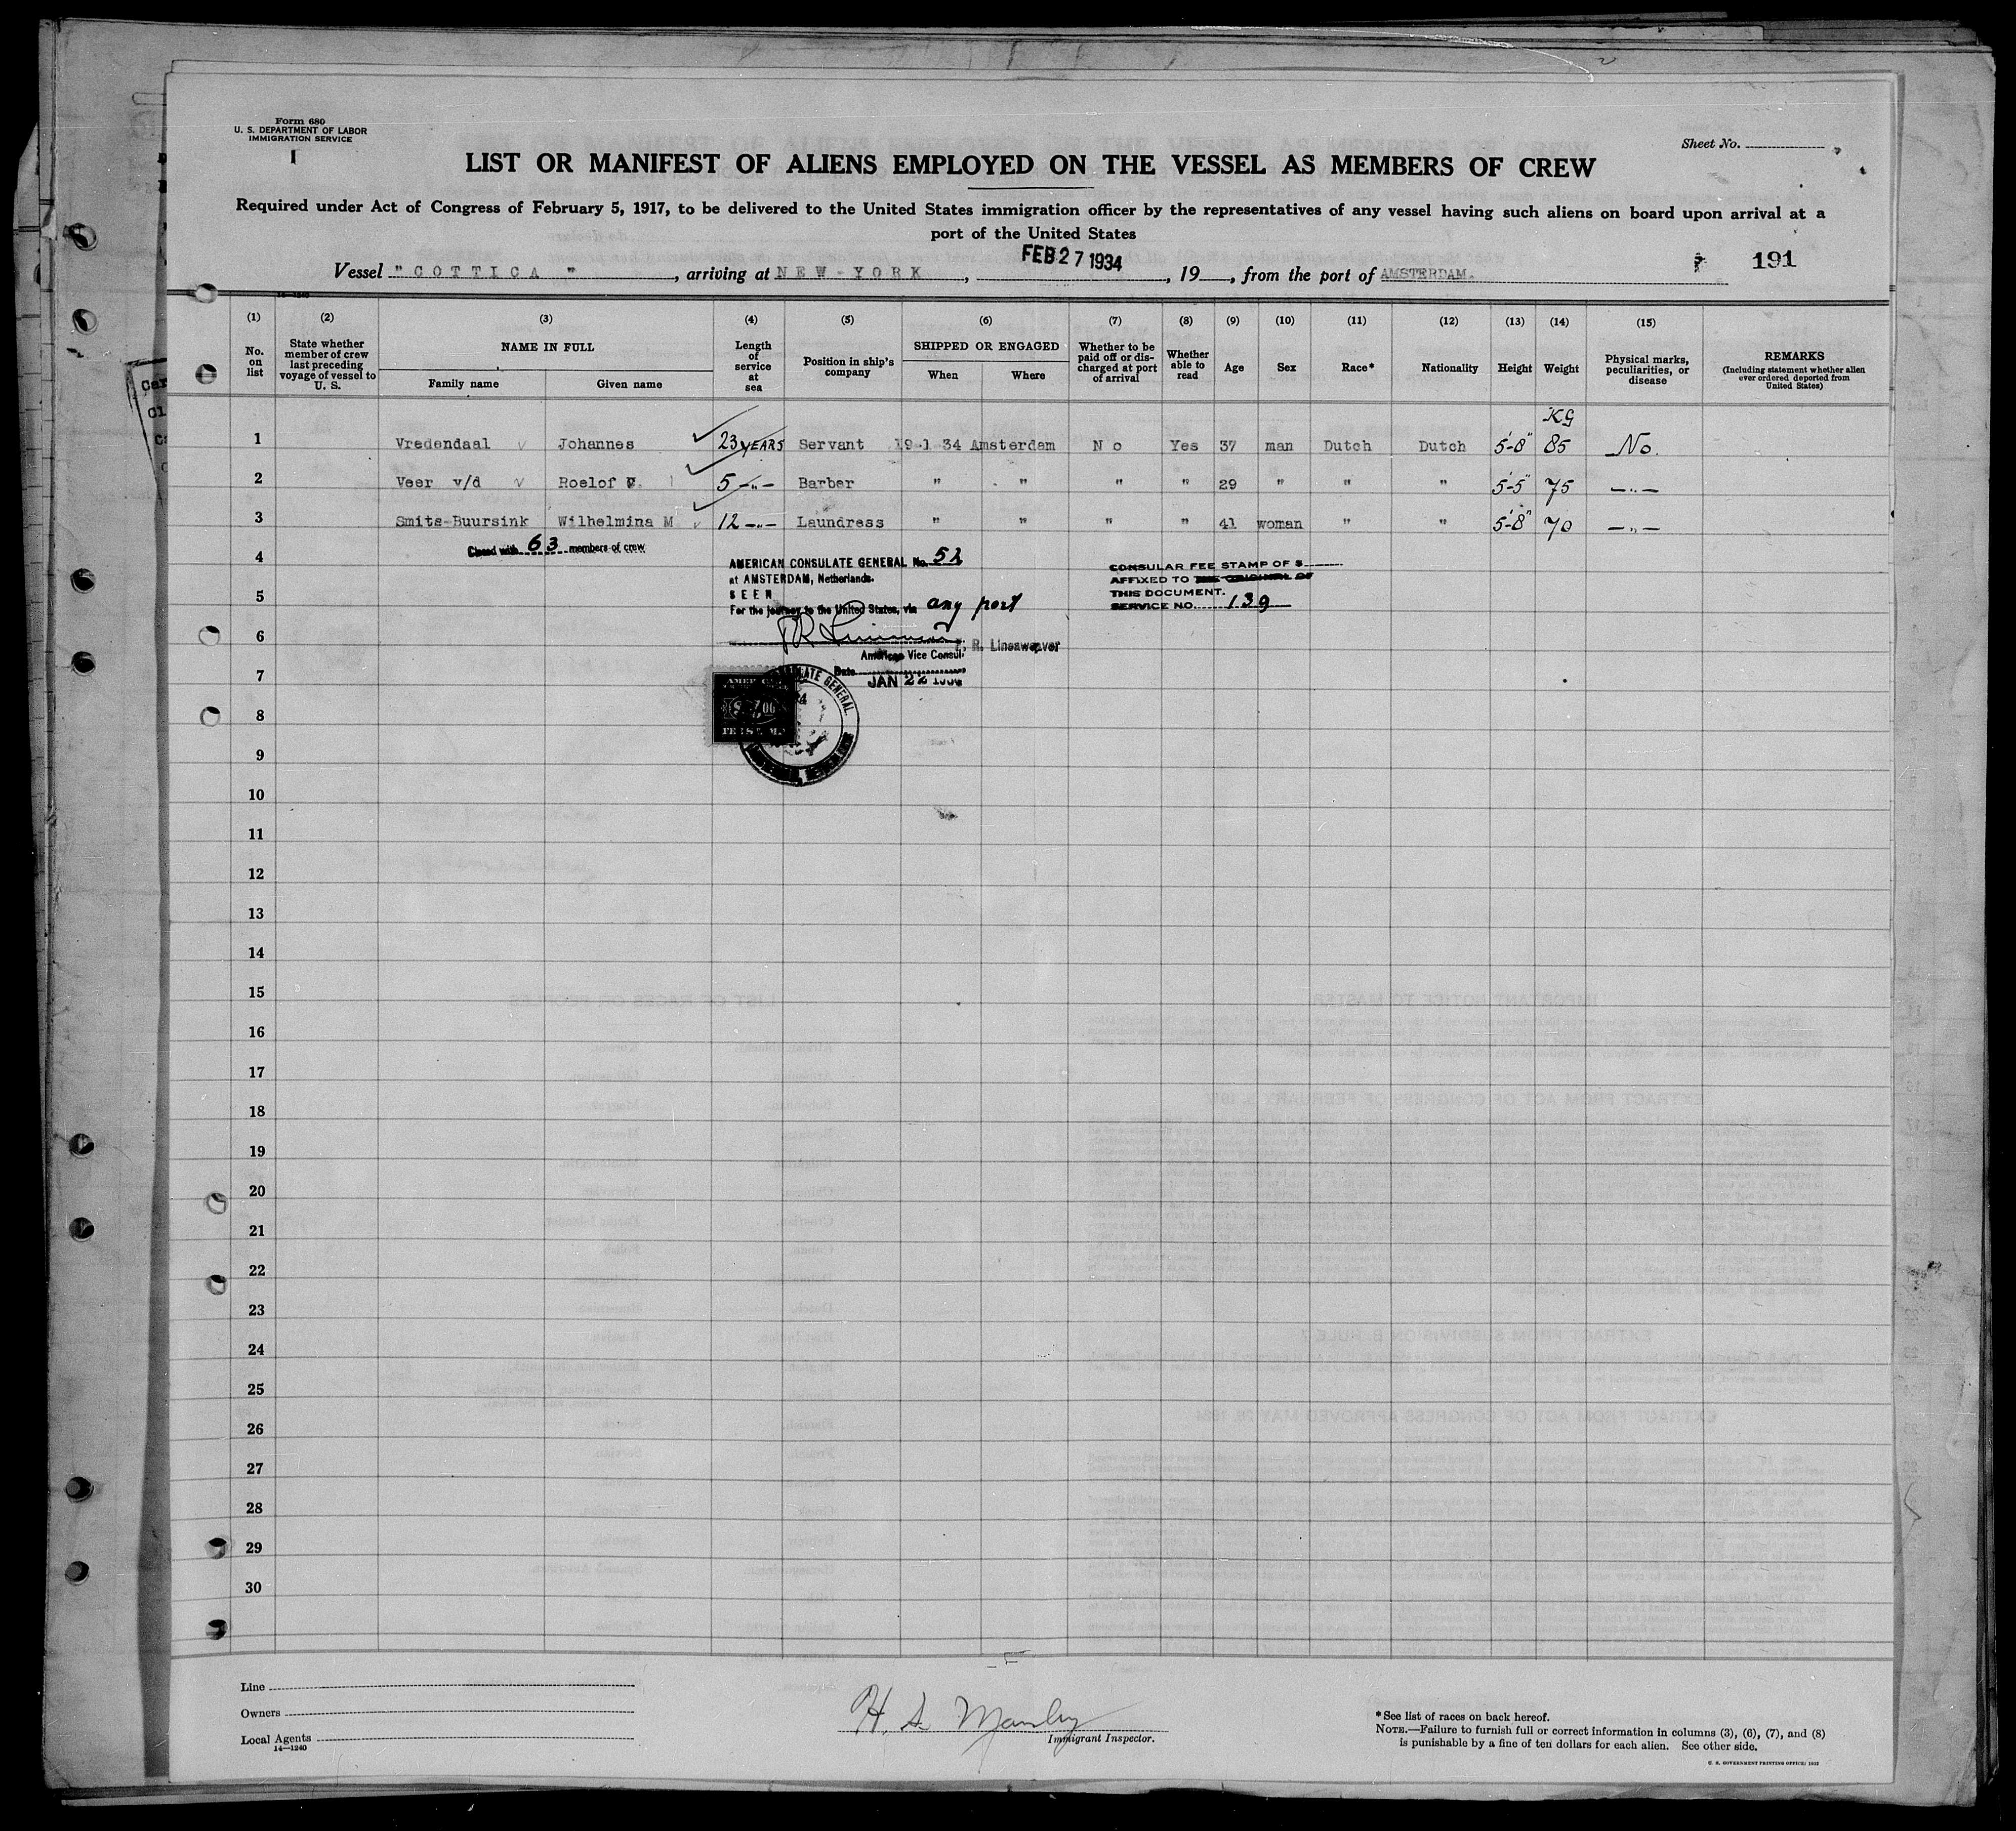 Form 680
U. S. DEPARTMENT OF LABOR
IMMIGRATION SERVICE
1
Sheet No.
LIST OR MANIFEST OF ALIENS EMPLOYED ON THE VESSEL AS MEMBERS OF CREW
Required under Act of Congress of February 5, 1917, to be delivered to the United States immigration officer by the representatives of any vessel having such aliens on board upon arrival at a
port of the United States
Vessel "COTTICA ", arriving at NEW-YORK, FEB 27 1934, 19, from the port of AMSTERDAM. 191
14—1240
(1) (2) (3) (4) (5) (6) (7) (8) (9) (10) (11) (12) (13) (14) (15)
No. on list State whether member of crew last preceding voyage of vessel to U. S. NAME IN FULL Family name Given name Length of service at sea Position in ship's company SHIPPED OR ENGAGED When Where Whether to be paid off or discharged at port of arrival Whether able to read Age Sex Race* Nationality Height Weight Physical marks, peculiarities, or disease REMARKS (Including statement whether alien ever ordered deported from United States)
KG
1 Vredendaal v Johannes 23 YEARS Servant 19-1 34 Amsterdam No Yes 37 man Dutch Dutch 5'-8" 85 No.
2 Veer v/d v Roelof 5 -"- Barber " " " " 29 " " " 5'-5" 75 -"-
3 Smits-Buursink Wilhelmina M v 12 -"- Laundress " " " " 41 woman " " 5'-8" 70 -"-
Closed with 63 members of crew
4
AMERICAN CONSULATE GENERAL No. 52
at AMSTERDAM, Netherlands.
SEEN
For the journey to the United States, via any port
CONSULAR FEE STAMP OF $
AFFIXED TO THE ORIGINAL OF
THIS DOCUMENT.
SERVICE NO. 139
5
6
R. Linenweaver
American Vice Consul
Date JAN 22 1934
7
8
9
10
11
12
13
14
15
16
17
18
19
20
21
22
23
24
25
26
27
28
29
30
Line
Owners
Local Agents
14—1240
H. S. Manley
Immigrant Inspector.
*See list of races on back hereof.
NOTE.—Failure to furnish full or correct information in columns (3), (6), (7), and (8)
is punishable by a fine of ten dollars for each alien. See other side.
U. S. GOVERNMENT PRINTING OFFICE: 1932